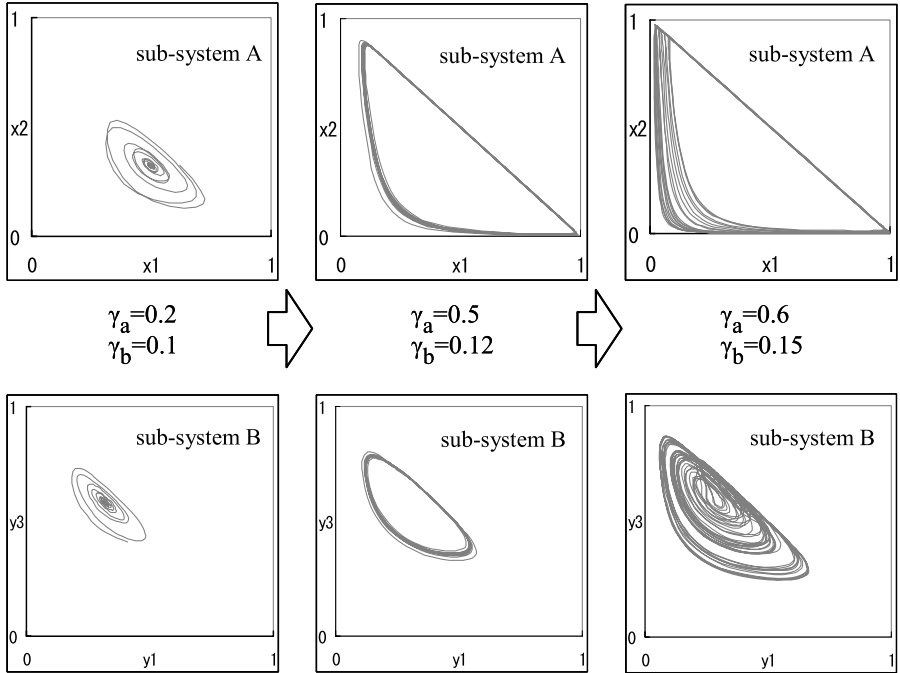 1
sub-system A
x2
0
0
x1
1
1
sub-system A
x2
0
0
x1
1
1
sub-system A
x2
0
0
x1
1
γa=0.2
γb=0.1
γa=0.5
γb=0.12
γa=0.6
γb=0.15
1
sub-system B
y3
0
0
y1
1
1
sub-system B
y3
0
0
y1
1
1
sub-system B
y3
0
0
y1
1